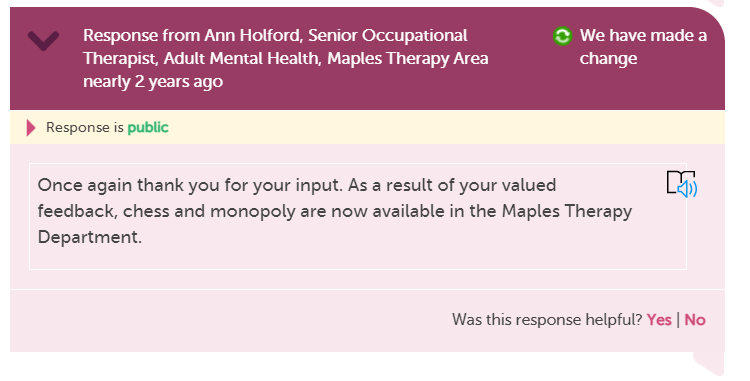 Response from Ann Holford, Senior Occupational
Therapist, Adult Mental Health, Maples Therapy Area
nearly 2 years ago
We have made a
change
Response is public
Once again thank you for your input. As a result of your valued
feedback, chess and monopoly are now available in the Maples Therapy
Department.
Was this response helpful? Yes | No